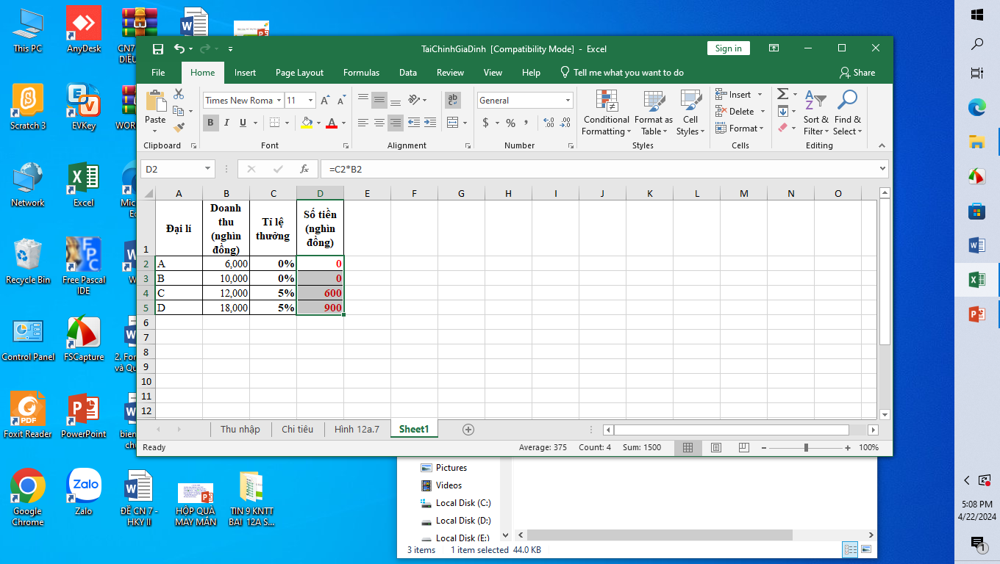 This PC
AnyDesk
CN7
DIỀU
TaiChinhGiaDinh [Compatibility Mode] - Excel
Sign in
File
Home
Insert
Page Layout
Formulas
Data
Review
View
Help
Tell me what you want to do
Share
Paste
Times New Roma
11
B I U
A
ab
General
$ % ,
Conditional
Formatting
Format as
Table
Cell
Styles
Insert
Delete
Format
Sort &
Filter
Find &
Select
Clipboard
Font
Alignment
Number
Styles
Cells
Editing
D2
fx
=C2*B2
A B C D E F G H I J K L M N O
1 Đại lí
Doanh
thu
(nghìn
đồng)
Tỉ lệ
thưởng
Số tiền
(nghìn
đồng)
2 A 6,000 0% 0
3 B 10,000 0% 0
4 C 12,000 5% 600
5 D 18,000 5% 900
6
7
8
9
10
11
12
Thu nhập
Chi tiêu
Hình 12a.7
Sheet1
Ready
Average: 375
Count: 4
Sum: 1500
100%
Scratch 3
EVKey
WOR
Network
Excel
Mic
Recycle Bin
Free Pascal
IDE
W
Control Panel
FSCapture
2. For
và Qu
Foxit Reader
PowerPoint
bien
Google
Chrome
Zalo
Zalo
ĐỀ CN 7 -
HKY II
HỘP QUÀ
MAY MẮN
TIN 9 KNTT
BAI 12A S...
Pictures
Videos
Local Disk (C:)
Local Disk (D:)
Local Disk (E:)
3 items
1 item selected 44.0 KB
5:08 PM
4/22/2024
1